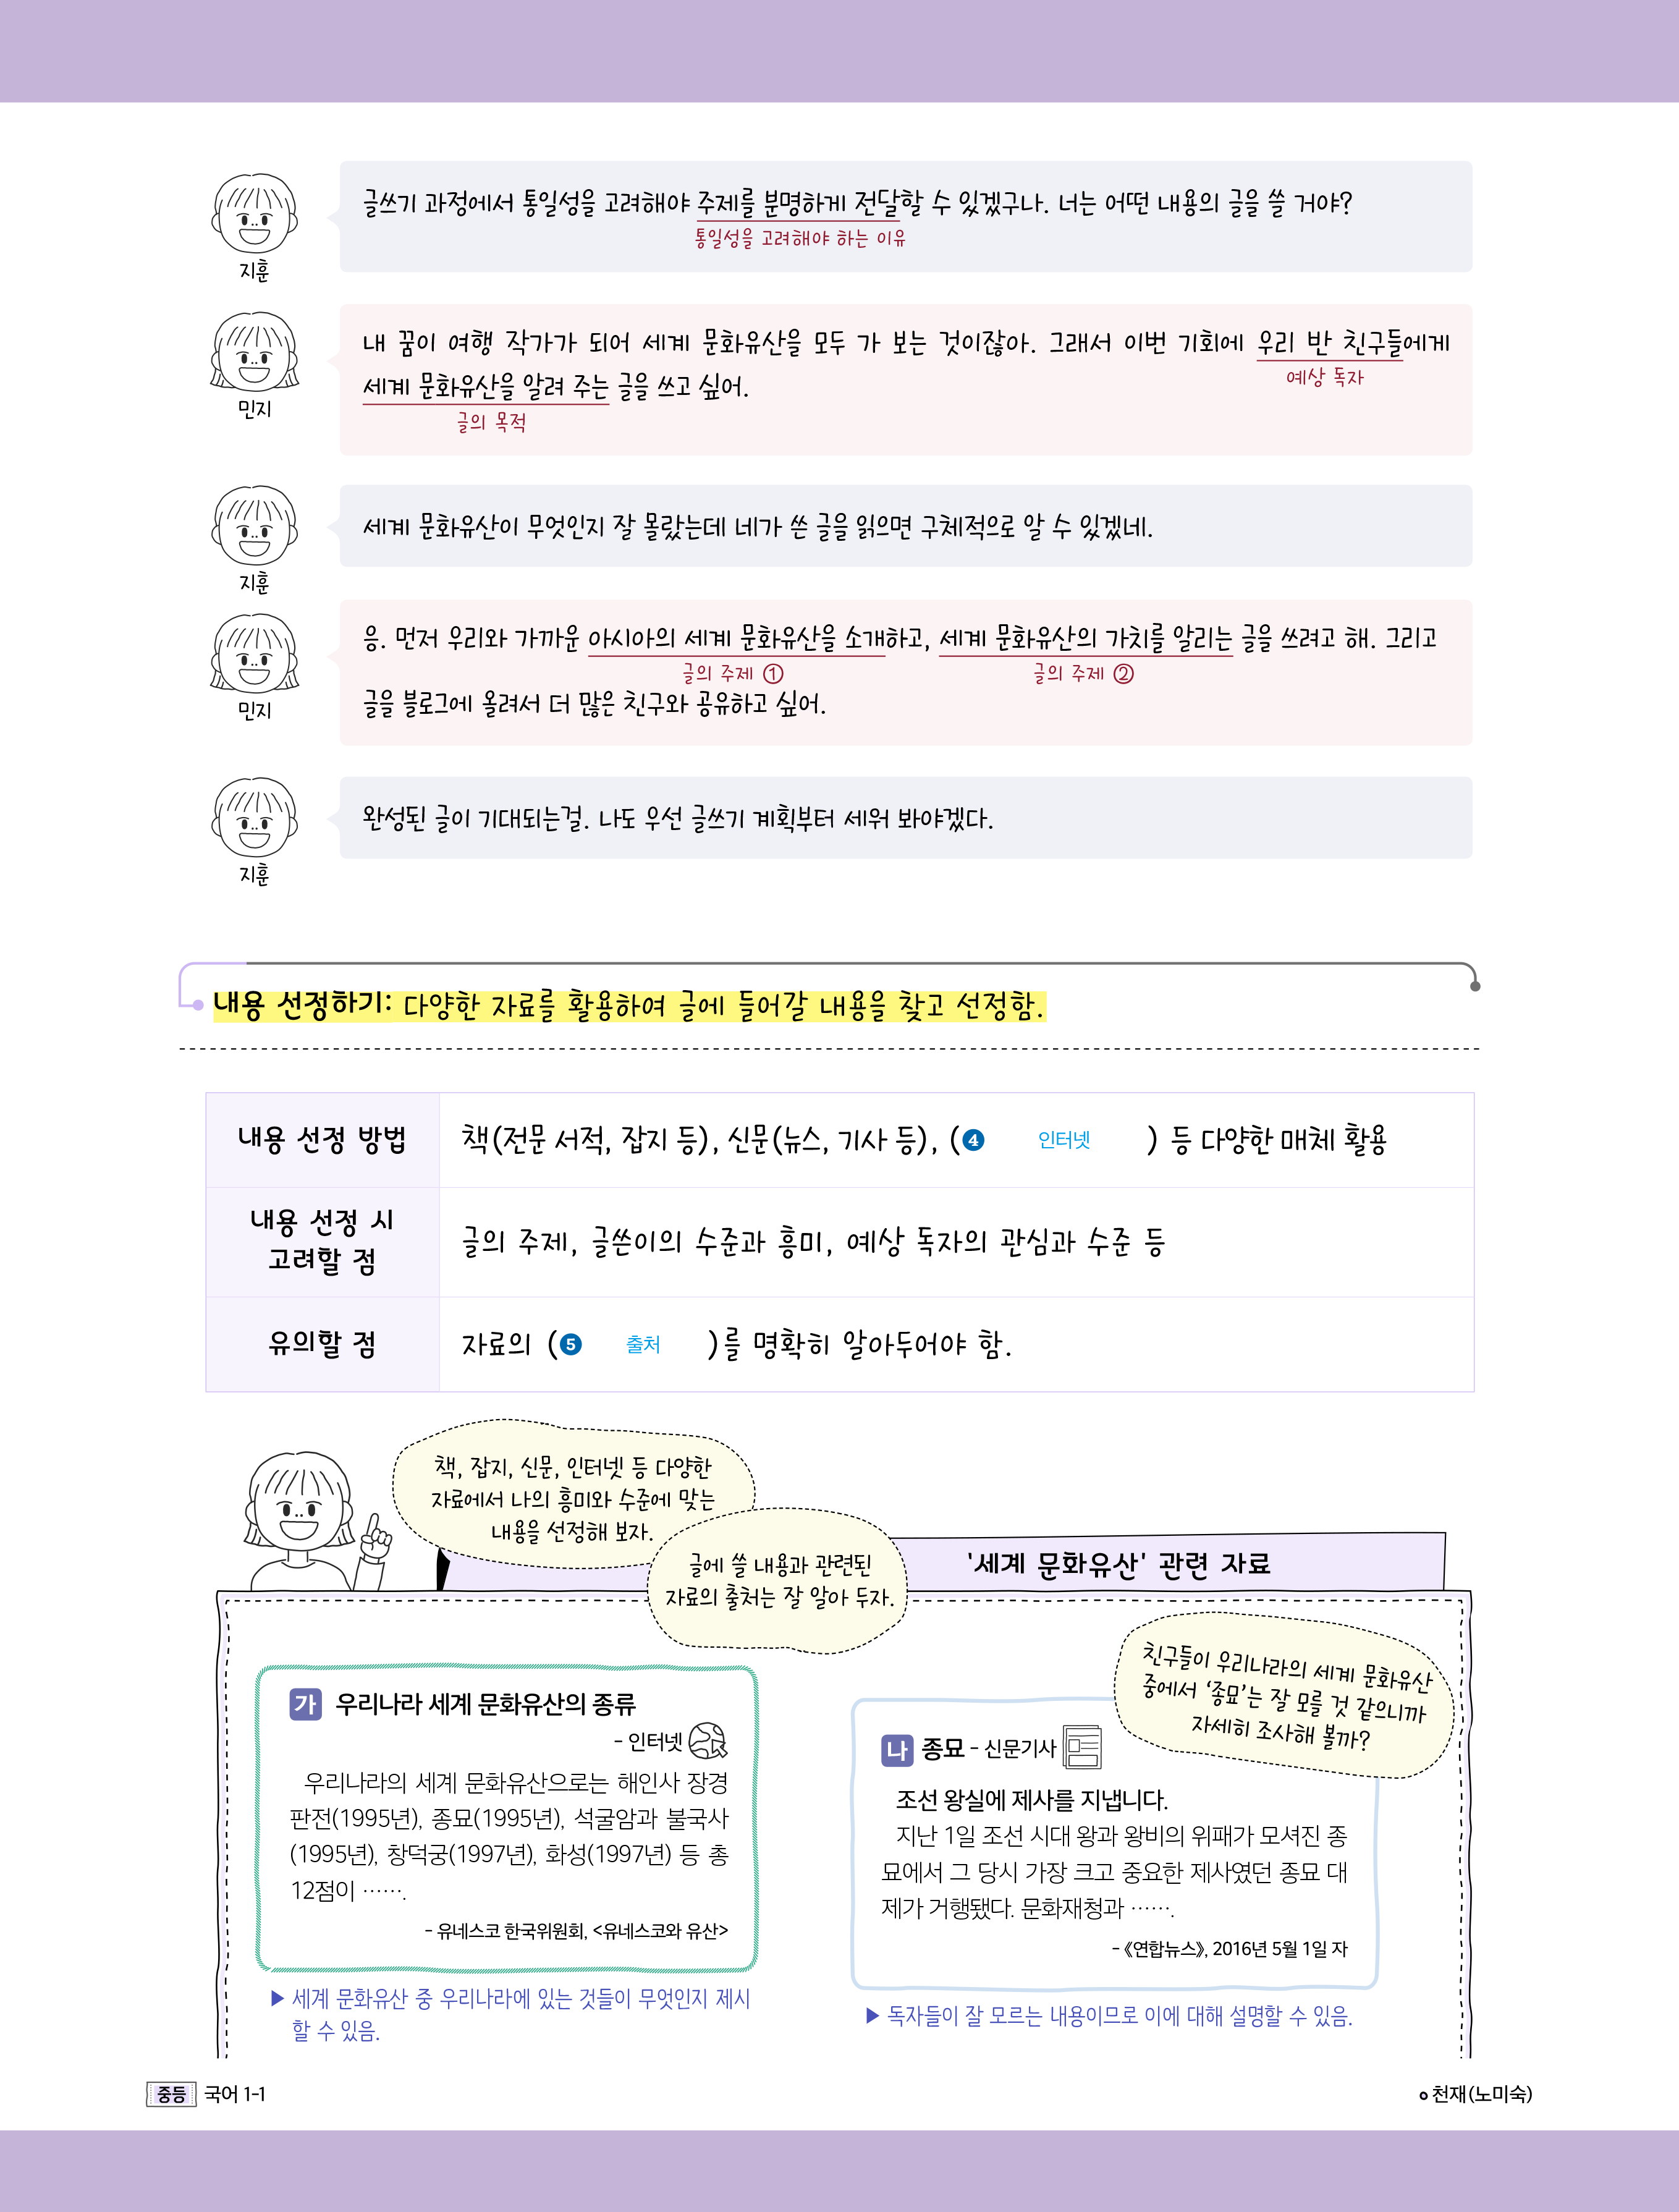 글쓰기 과정에서 통일성을 고려해야 주제를 분명하게 전달할 수 있겠구나. 너는 어떤 내용의 글을 쓸 거야?
통일성을 고려해야 하는 이유
지훈
내 꿈이 여행 작가가 되어 세계 문화유산을 모두 가 보는 것이잖아. 그래서 이번 기회에 우리 반 친구들에게
예상 독자
세계 문화유산을 알려 주는 글을 쓰고 싶어.
글의 목적
민지
세계 문화유산이 무엇인지 잘 몰랐는데 네가 쓴 글을 읽으면 구체적으로 알 수 있겠네.
지훈
응. 먼저 우리와 가까운 아시아의 세계 문화유산을 소개하고, 세계 문화유산의 가치를 알리는 글을 쓰려고 해. 그리고
글의 주제 ① 글의 주제 ②
글을 블로그에 올려서 더 많은 친구와 공유하고 싶어.
민지
완성된 글이 기대되는걸. 나도 우선 글쓰기 계획부터 세워 봐야겠다.
지훈
내용 선정하기: 다양한 자료를 활용하여 글에 들어갈 내용을 찾고 선정함.
내용 선정 방법
책(전문 서적, 잡지 등), 신문(뉴스, 기사 등), (❹ 인터넷 ) 등 다양한 매체 활용
내용 선정 시
고려할 점
글의 주제, 글쓴이의 수준과 흥미, 예상 독자의 관심과 수준 등
유의할 점
자료의 (❺ 출처 )를 명확히 알아두어야 함.
책, 잡지, 신문, 인터넷 등 다양한
자료에서 나의 흥미와 수준에 맞는
내용을 선정해 보자.
글에 쓸 내용과 관련된
자료의 출처는 잘 알아 두자.
'세계 문화유산' 관련 자료
친구들이 우리나라의 세계 문화유산
중에서 ‘종묘’는 잘 모를 것 같으니까
자세히 조사해 볼까?
가 우리나라 세계 문화유산의 종류
- 인터넷
우리나라의 세계 문화유산으로는 해인사 장경
판전(1995년), 종묘(1995년), 석굴암과 불국사
(1995년), 창덕궁(1997년), 화성(1997년) 등 총
12점이 …….
- 유네스코 한국위원회, <유네스코와 유산>
▶ 세계 문화유산 중 우리나라에 있는 것들이 무엇인지 제시
할 수 있음.
나 종묘 - 신문기사
조선 왕실에 제사를 지냅니다.
지난 1일 조선 시대 왕과 왕비의 위패가 모셔진 종
묘에서 그 당시 가장 크고 중요한 제사였던 종묘 대
제가 거행됐다. 문화재청과 …….
- 《연합뉴스》, 2016년 5월 1일 자
▶ 독자들이 잘 모르는 내용이므로 이에 대해 설명할 수 있음.
중등 국어 1-1
천재(노미숙)